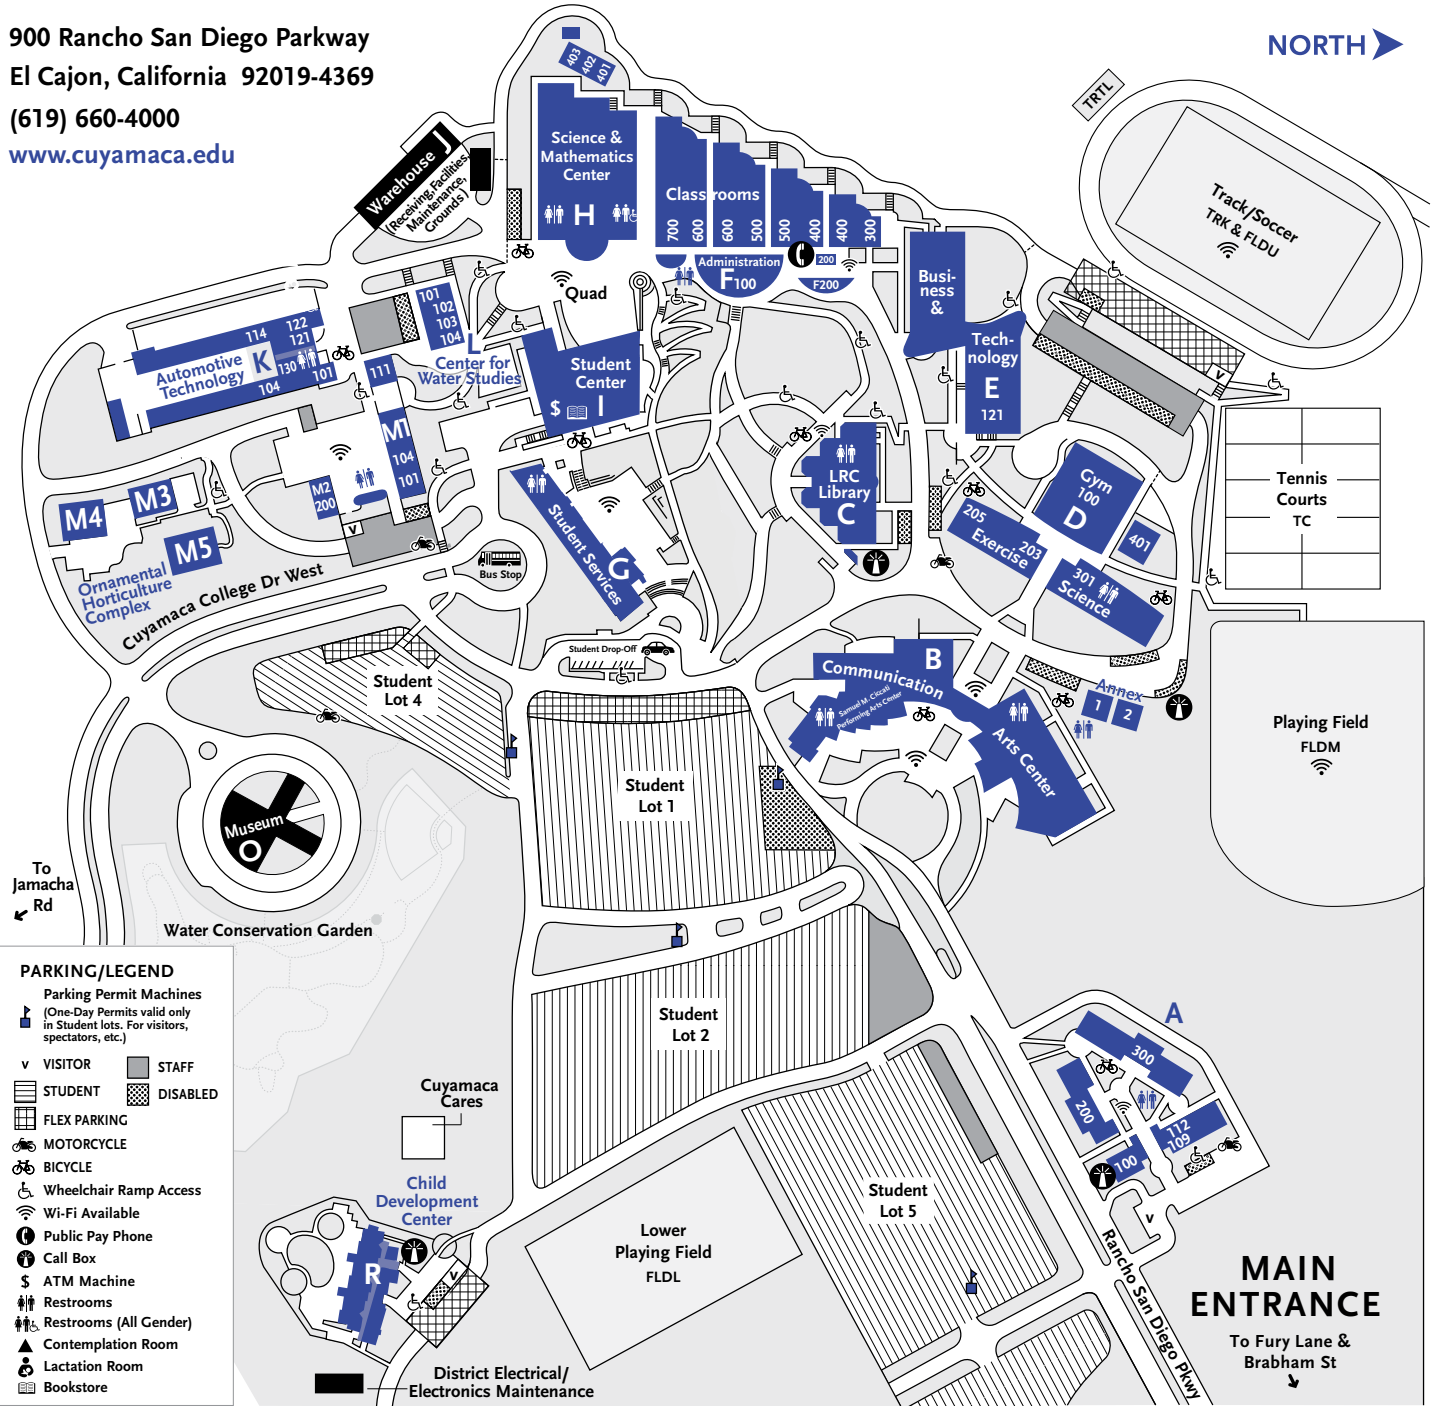 900 Rancho San Diego Parkway
El Cajon, California  92019-4369
(619) 660-4000
www.cuyamaca.edu
NORTH
403
402
401
TRTL
Warehouse J
(Receiving, Facilities,
Maintenance,
Grounds)
Science &
Mathematics
Center
H
Classrooms
700
600
600
500
500
400
400
300
Administration
F100
200
F200
Track/Soccer
TRK & FLDU
Busi-
ness
&
Tech-
nology
E
121
Quad
101
102
103
104
L
Center for
Water Studies
114
122
121
Automotive
Technology
K
130
101
104
111
Student
Center
$
I
M1
104
101
M2
200
V
V
M4
M3
M5
Ornamental
Horticulture
Complex
Cuyamaca College Dr West
Bus Stop
Student Services
G
LRC
Library
C
Gym
100
D
401
205
203
Exercise
301
Science
Tennis
Courts
TC
Student Drop-Off
Student
Lot 4
B
Communication
Samuel M. Ciccati
Performing Arts Center
Arts Center
Annex
1
2
Playing Field
FLDM
Student
Lot 1
Museum
O
To
Jamacha
Rd
Water Conservation Garden
Student
Lot 2
A
300
200
112
109
100
V
PARKING/LEGEND
Parking Permit Machines
(One-Day Permits valid only
in Student lots. For visitors,
spectators, etc.)
V VISITOR
STAFF
STUDENT
DISABLED
FLEX PARKING
MOTORCYCLE
BICYCLE
Wheelchair Ramp Access
Wi-Fi Available
Public Pay Phone
Call Box
$ ATM Machine
Restrooms
Restrooms (All Gender)
Contemplation Room
Lactation Room
Bookstore
Cuyamaca
Cares
Child
Development
Center
R
V
Lower
Playing Field
FLDL
Student
Lot 5
Rancho San Diego Pkwy
MAIN
ENTRANCE
To Fury Lane &
Brabham St
District Electrical/
Electronics Maintenance